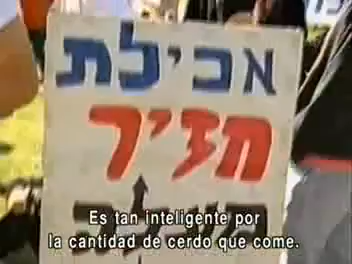 אכילת
חזיר
Es tan inteligente por
la cantidad de cerdo que come.